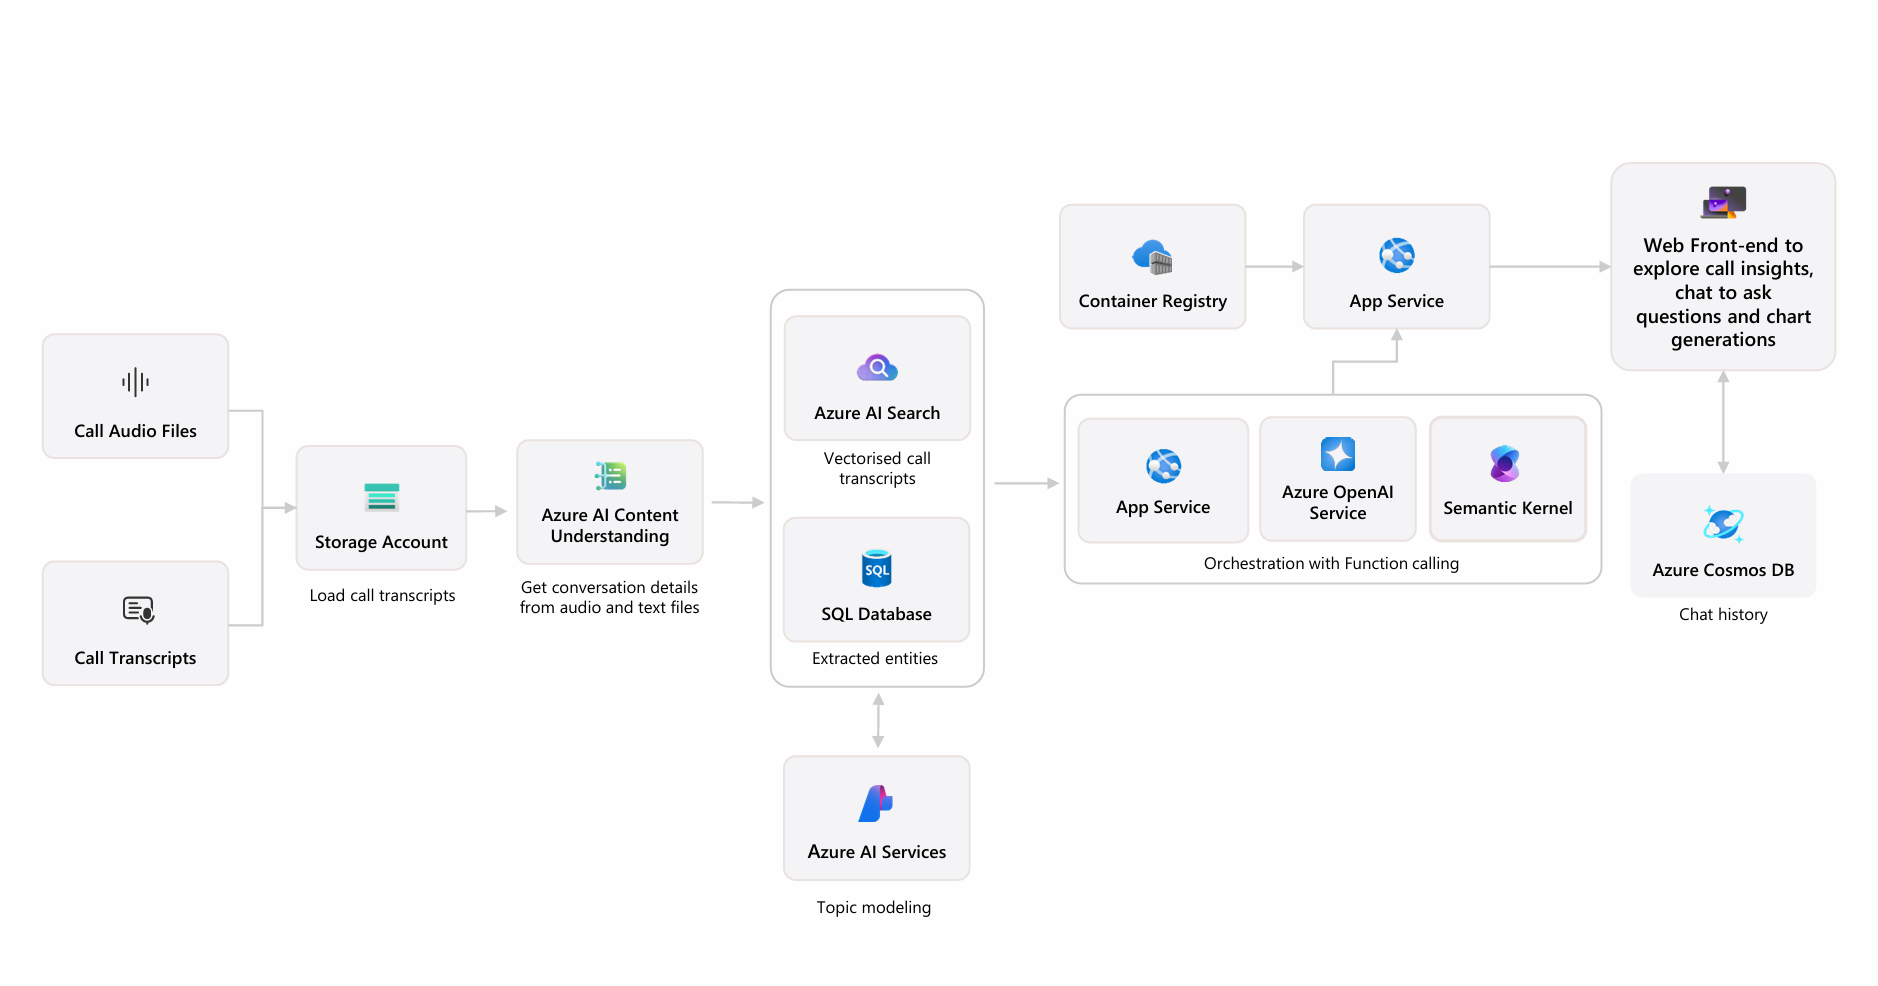 Call Audio Files
Call Transcripts
Storage Account
Load call transcripts
Azure AI Content
Understanding
Get conversation details
from audio and text files
Azure AI Search
Vectorised call
transcripts
SQL
SQL Database
Extracted entities
Azure AI Services
Topic modeling
Container Registry
App Service
App Service
Azure OpenAI
Service
Semantic Kernel
Orchestration with Function calling
Web Front-end to
explore call insights,
chat to ask
questions and chart
generations
Azure Cosmos DB
Chat history